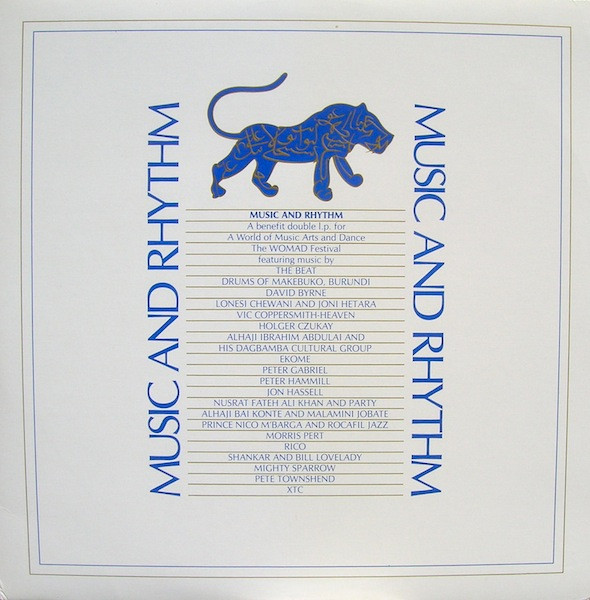 MUSIC AND RHYTHM
MUSIC AND RHYTHM
MUSIC AND RHYTHM
A benefit double l.p. for
A World of Music Arts and Dance
The WOMAD Festival
featuring music by
THE BEAT
DRUMS OF MAKEBUKO, BURUNDI
DAVID BYRNE
LONESI CHEWANI AND JONI HETARA
VIC COPPERSMITH-HEAVEN
HOLGER CZUKAY
ALHAJI IBRAHIM ABDULAI AND
HIS DAGBAMBA CULTURAL GROUP
EKOME
PETER GABRIEL
PETER HAMMILL
JON HASSELL
NUSRAT FATEH ALI KHAN AND PARTY
ALHAJI BAI KONTE AND MALAMINI JOBATE
PRINCE NICO M'BARGA AND ROCAFIL JAZZ
MORRIS PERT
RICO
SHANKAR AND BILL LOVELADY
MIGHTY SPARROW
PETE TOWNSHEND
XTC